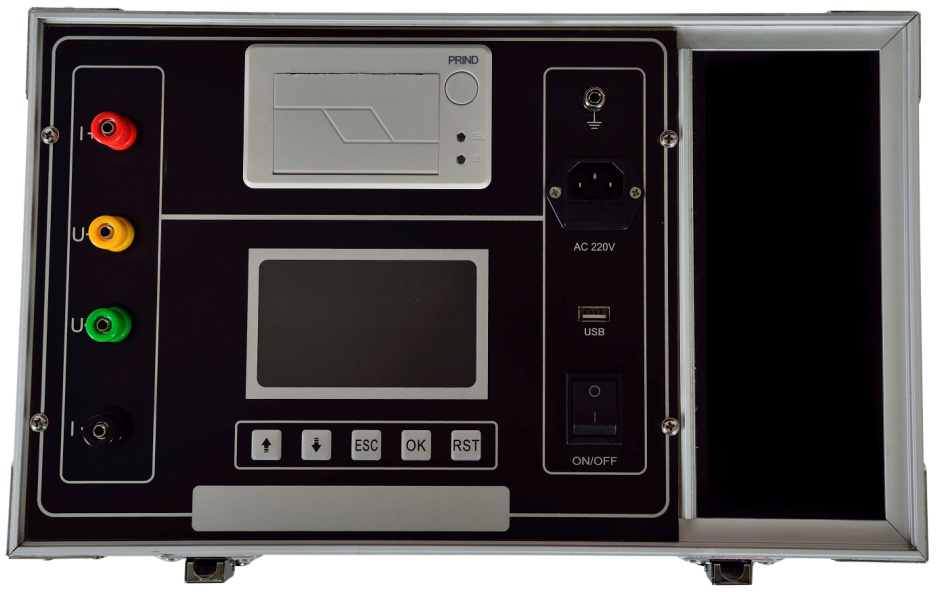 PRIND
I+
U+
U-
I-
AC 220V
USB
ESC
OK
RST
ON/OFF